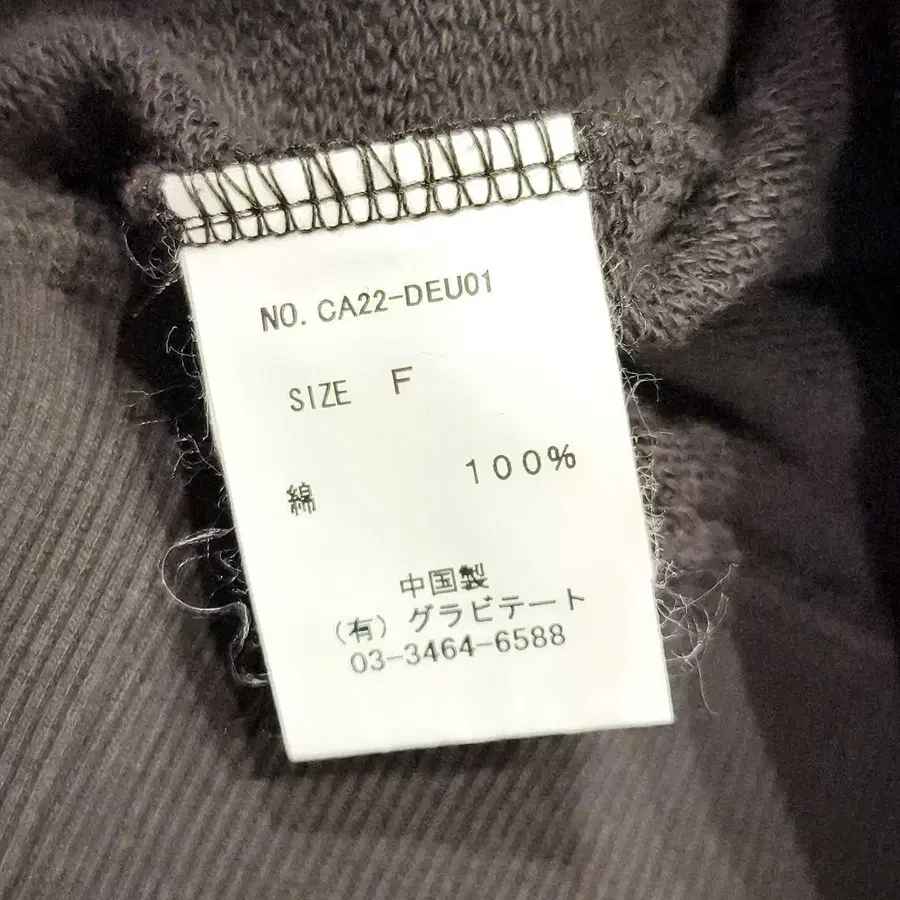 NO. CA22-DEU01
SIZE F
綿 100%
中国製
(有) グラビテート
03-3464-6588